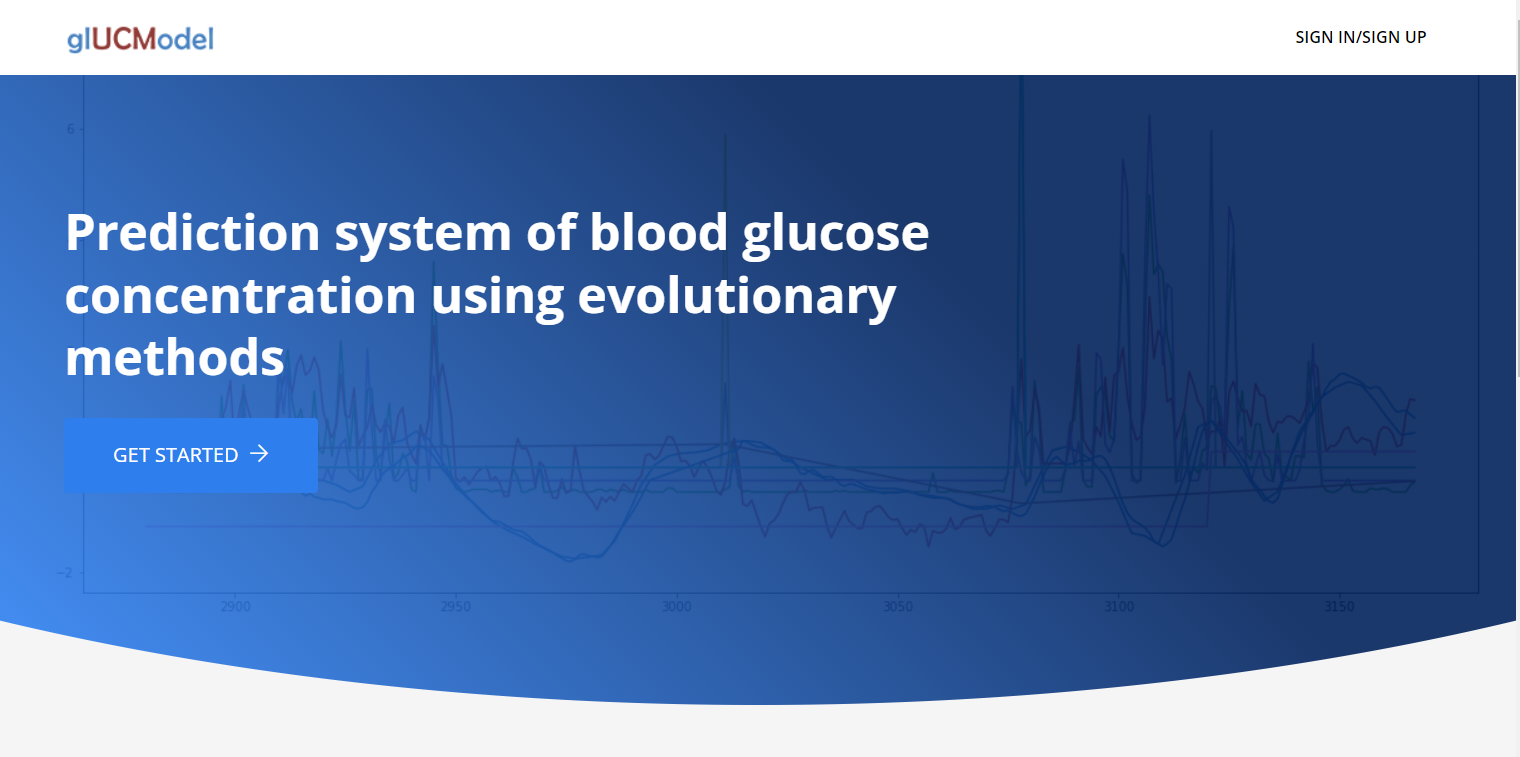 glUCModel
SIGN IN/SIGN UP
6
Prediction system of blood glucose
concentration using evolutionary
methods
GET STARTED
−2
2900 2950 3000 3050 3100 3150